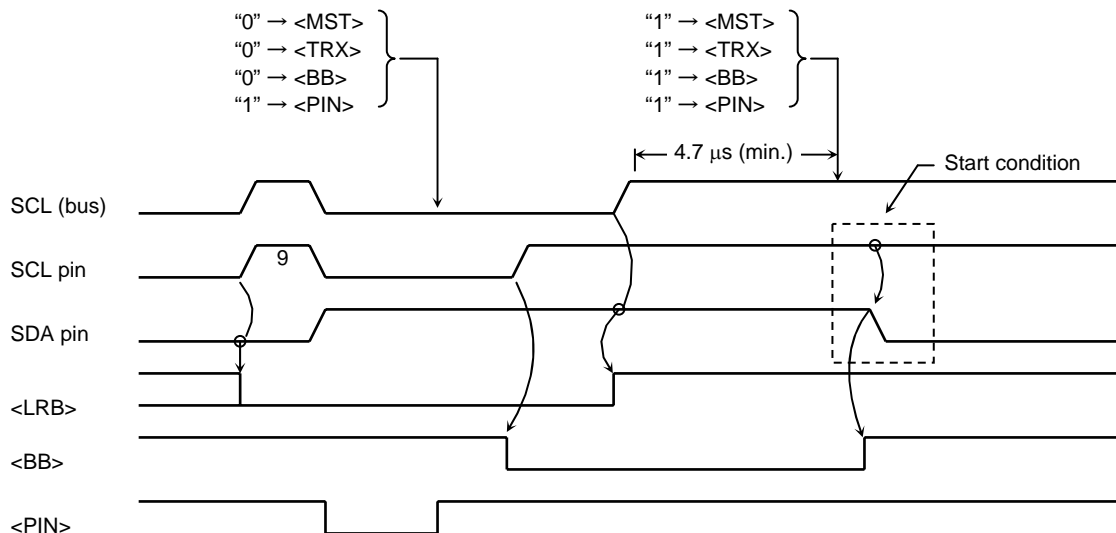 “0” → <MST>
“0” → <TRX>
“0” → <BB>
“1” → <PIN>
“1” → <MST>
“1” → <TRX>
“1” → <BB>
“1” → <PIN>
4.7 μs (min.)
Start condition
SCL (bus)
SCL pin
9
SDA pin
<LRB>
<BB>
<PIN>